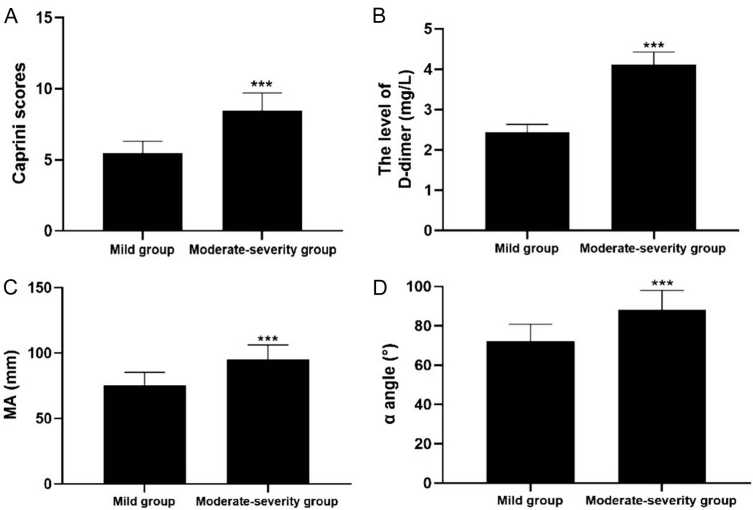 A
Caprini scores
15
10
5
0
***
Mild group
Moderate-severity group
B
The level of
D-dimer (mg/L)
5
4
3
2
1
0
***
Mild group
Moderate-severity group
C
MA (mm)
150
100
50
0
***
Mild group
Moderate-severity group
D
α angle (°)
100
80
60
40
20
0
***
Mild group
Moderate-severity group